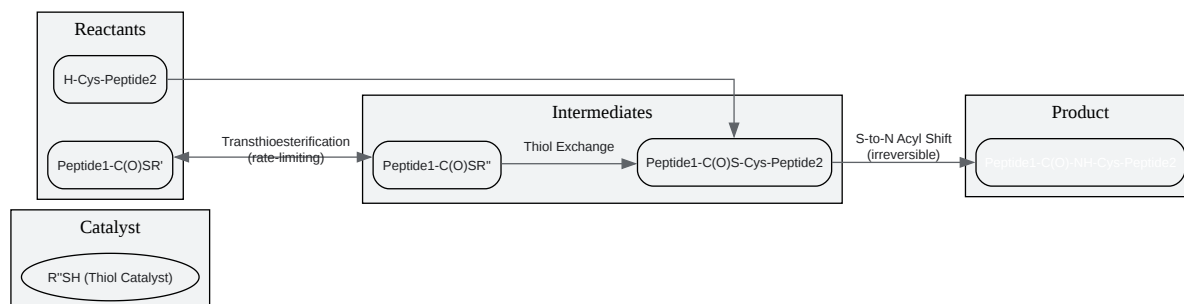 Reactants
H-Cys-Peptide2
Peptide1-C(O)SR'
Transthioesterification
(rate-limiting)
Intermediates
Peptide1-C(O)SR"
Thiol Exchange
Peptide1-C(O)S-Cys-Peptide2
S-to-N Acyl Shift
(irreversible)
Product
Peptide1-C(O)-NH-Cys-Peptide2
Catalyst
R"SH (Thiol Catalyst)